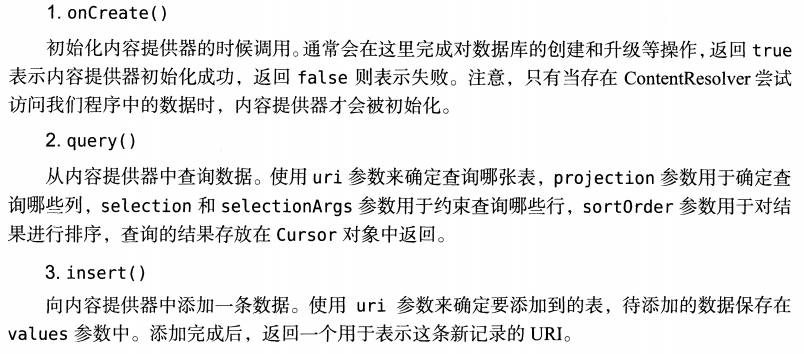 1. onCreate()
初始化内容提供器的时候调用。通常会在这里完成对数据库的创建和升级等操作，返回 true
表示内容提供器初始化成功，返回 false 则表示失败。注意，只有当存在 ContentResolver 尝试
访问我们程序中的数据时，内容提供器才会被初始化。
2. query()
从内容提供器中查询数据。使用 uri 参数来确定查询哪张表，projection 参数用于确定查
询哪些列，selection 和 selectionArgs 参数用于约束查询哪些行，sortOrder 参数用于对结
果进行排序，查询的结果存放在 Cursor 对象中返回。
3. insert()
向内容提供器中添加一条数据。使用 uri 参数来确定要添加到的表，待添加的数据保存在
values 参数中。添加完成后，返回一个用于表示这条新记录的 URI。